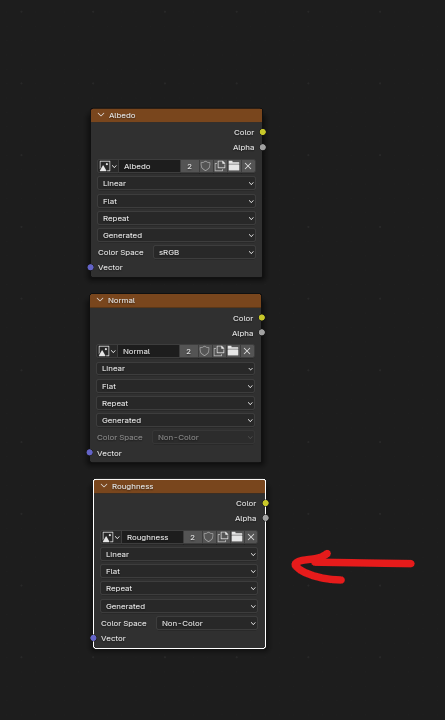 Albedo
Color
Alpha
Albedo 2
Linear
Flat
Repeat
Generated
Color Space sRGB
Vector
Normal
Color
Alpha
Normal 2
Linear
Flat
Repeat
Generated
Color Space Non-Color
Vector
Roughness
Color
Alpha
Roughness 2
Linear
Flat
Repeat
Generated
Color Space Non-Color
Vector